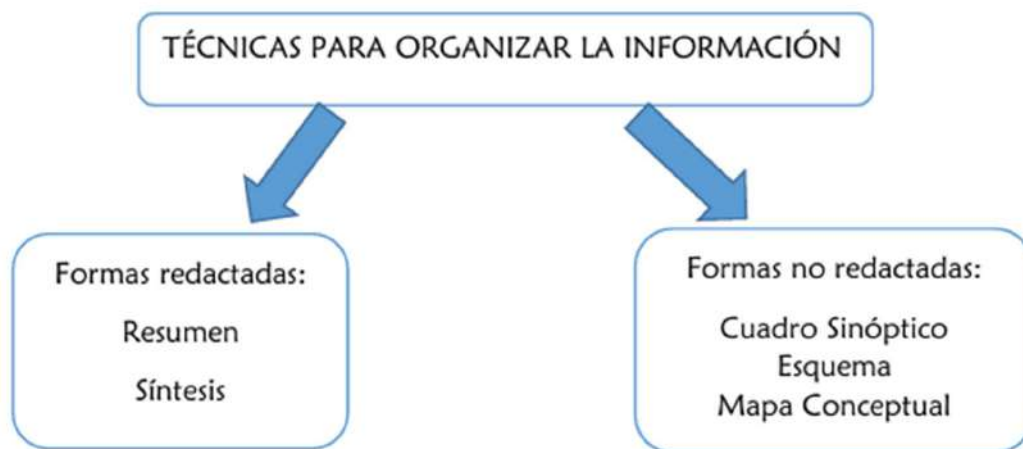 TÉCNICAS PARA ORGANIZAR LA INFORMACIÓN
Formas redactadas:
Resumen
Síntesis
Formas no redactadas:
Cuadro Sinóptico
Esquema
Mapa Conceptual